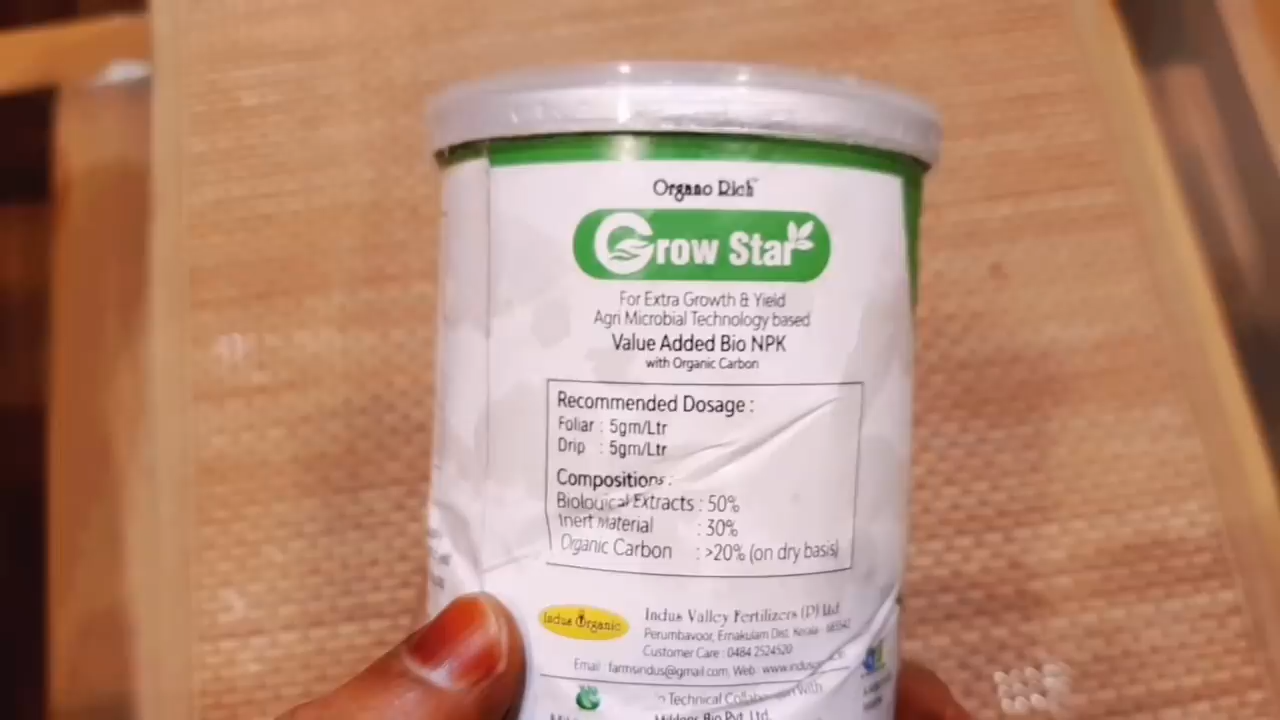 Organo Rich™
Grow Star
For Extra Growth & Yield
Agri Microbial Technology based
Value Added Bio NPK
with Organic Carbon
Recommended Dosage :
Foliar : 5gm/Ltr
Drip : 5gm/Ltr
Compositions :
Biological Extracts : 50%
Inert Material : 30%
Organic Carbon : >20% (on dry basis)
Indus Organic
Indus Valley Fertilizers (P) Ltd.
Perumbavoor, Ernakulam Dist. Kerala
Customer Care : 0484 2524520
Email : farmsindus@gmail.com, Web : www.indus
Technical Collaboration With
Bio Pvt. Ltd.